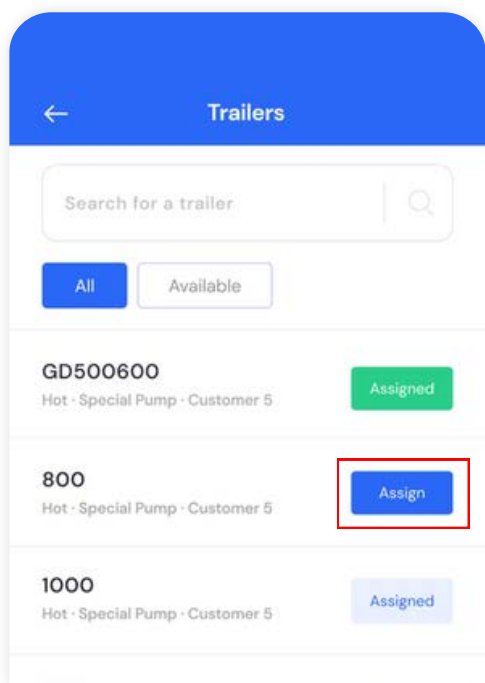 Trailers
Search for a trailer
All
Available
GD500600
Assigned
Hot · Special Pump · Customer 5
800
Assign
Hot · Special Pump · Customer 5
1000
Assigned
Hot · Special Pump · Customer 5